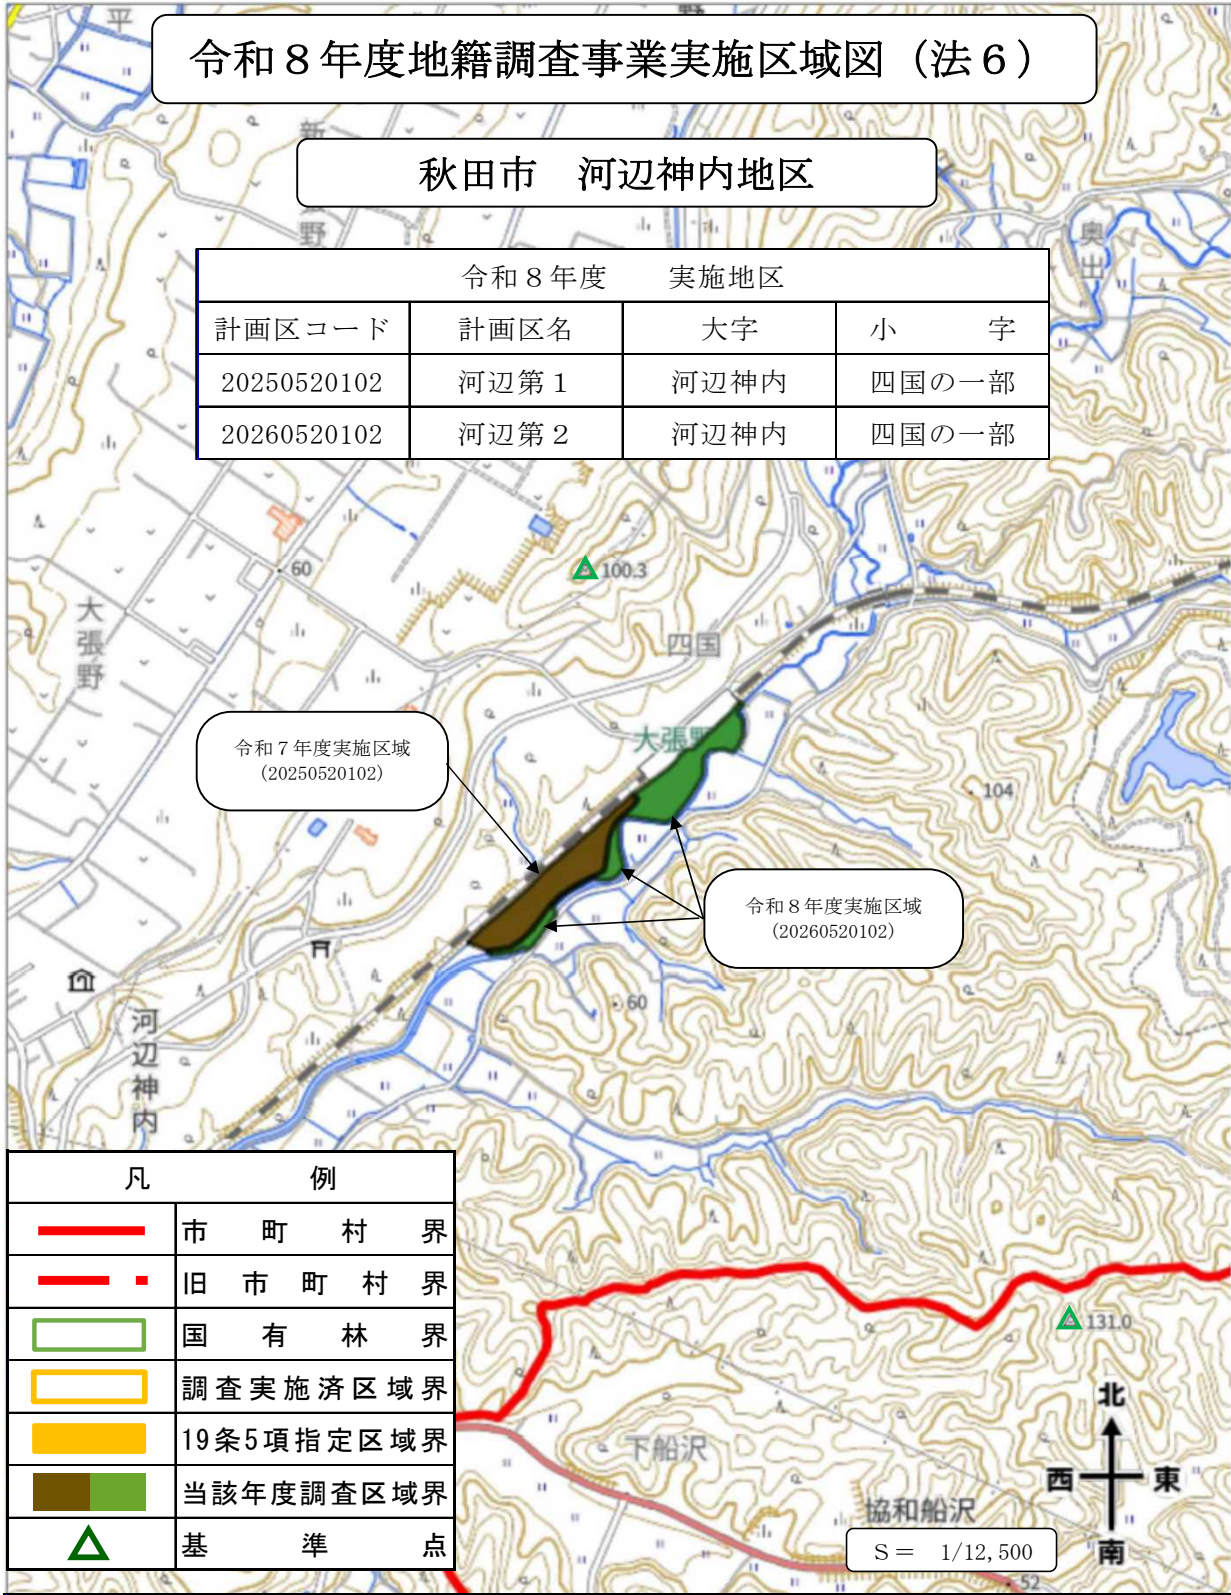 平
野
令和８年度地籍調査事業実施区域図（法６）
秋田市　河辺神内地区
新
野
奥出
令和８年度　　実施地区
計画区コード　計画区名　大字　小　字
20250520102　河辺第１　河辺神内　四国の一部
20260520102　河辺第２　河辺神内　四国の一部
60
100.3
大張野
四国
大張野
令和７年度実施区域
(20250520102)
104
令和８年度実施区域
(20260520102)
60
河辺神内
凡　例
市町村界
旧市町村界
国有林界
調査実施済区域界
19条5項指定区域界
当該年度調査区域界
基準点
131.0
北
西　東
南
下船沢
協和船沢
Ｓ＝　1/12,500
52